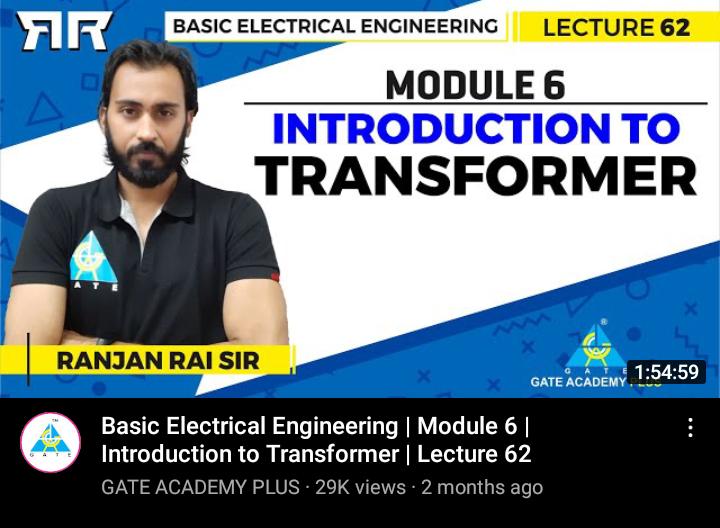 RR
BASIC ELECTRICAL ENGINEERING
LECTURE 62
MODULE 6
INTRODUCTION TO
TRANSFORMER
GATE
RANJAN RAI SIR
®
GATE
GATE ACADEMY
1:54:59
Basic Electrical Engineering | Module 6 |
Introduction to Transformer | Lecture 62
GATE
GATE ACADEMY PLUS · 29K views · 2 months ago